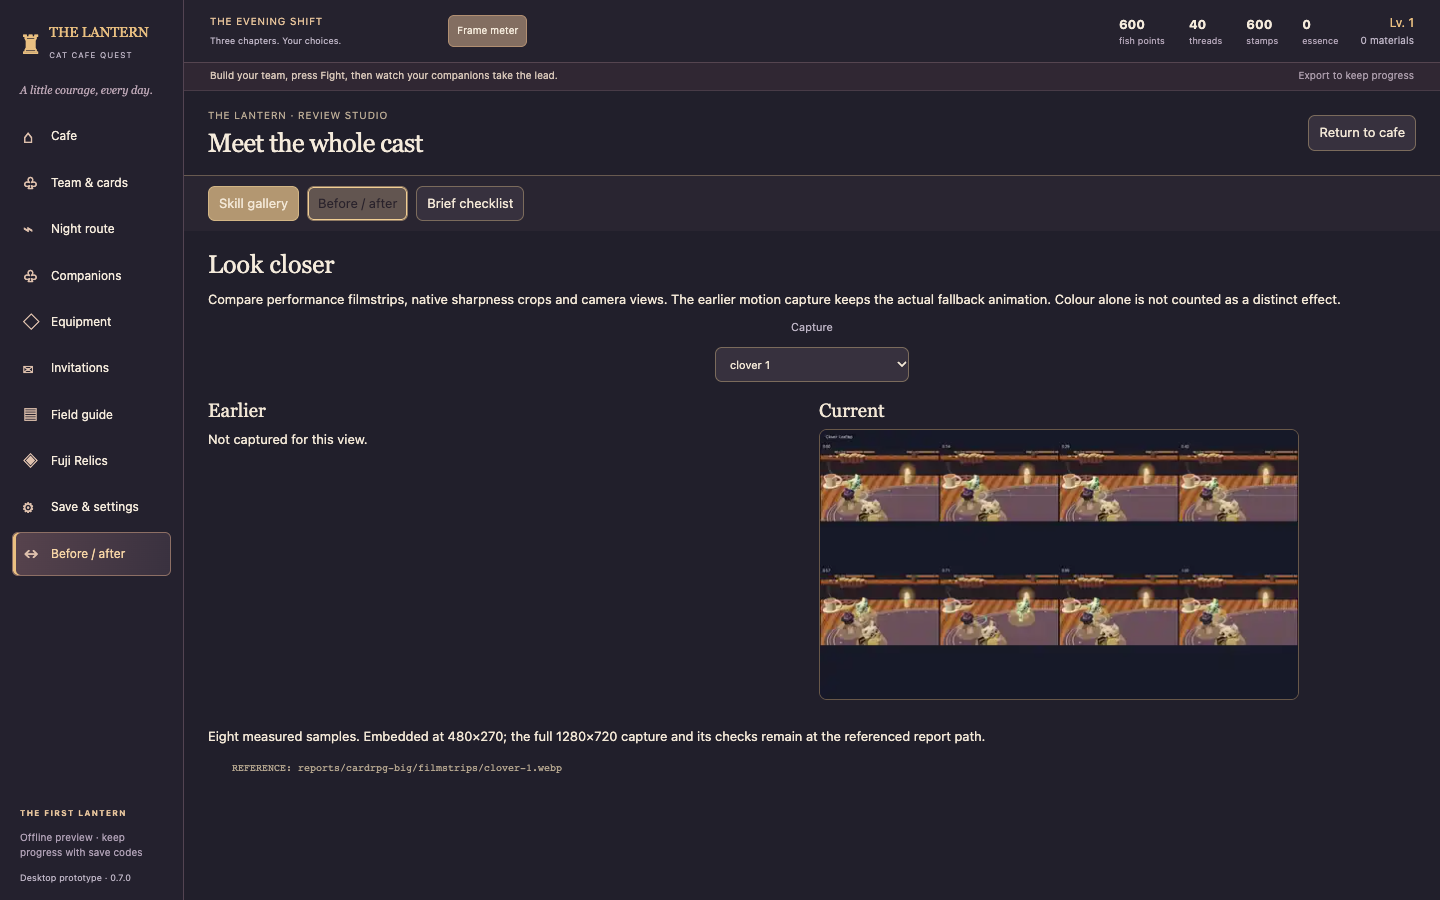 THE LANTERN
CAT CAFE QUEST
A little courage, every day.
Cafe
Team & cards
Night route
Companions
Equipment
Invitations
Field guide
Fuji Relics
Save & settings
Before / after
THE FIRST LANTERN
Offline preview · keep
progress with save codes
Desktop prototype · 0.7.0
THE EVENING SHIFT
Three chapters. Your choices.
Frame meter
600 fish points
40 threads
600 stamps
0 essence
Lv. 1
0 materials
Build your team, press Fight, then watch your companions take the lead.
Export to keep progress
THE LANTERN · REVIEW STUDIO
Meet the whole cast
Return to cafe
Skill gallery
Before / after
Brief checklist
Look closer
Compare performance filmstrips, native sharpness crops and camera views. The earlier motion capture keeps the actual fallback animation. Colour alone is not counted as a distinct effect.
Capture
clover 1
Earlier
Not captured for this view.
Current
Eight measured samples. Embedded at 480×270; the full 1280×720 capture and its checks remain at the referenced report path.
REFERENCE: reports/cardrpg-big/filmstrips/clover-1.webp